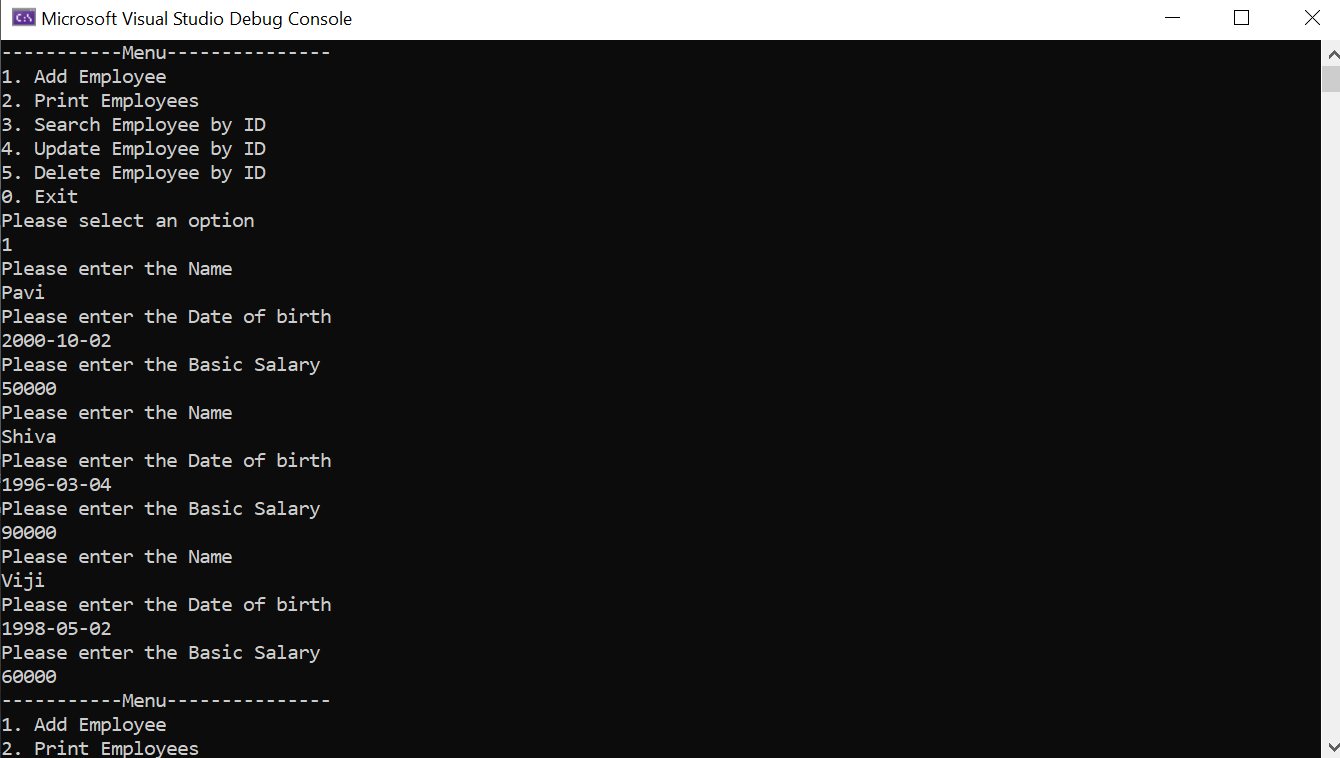 Microsoft Visual Studio Debug Console
-----------Menu---------------
1. Add Employee
2. Print Employees
3. Search Employee by ID
4. Update Employee by ID
5. Delete Employee by ID
0. Exit
Please select an option
1
Please enter the Name
Pavi
Please enter the Date of birth
2000-10-02
Please enter the Basic Salary
50000
Please enter the Name
Shiva
Please enter the Date of birth
1996-03-04
Please enter the Basic Salary
90000
Please enter the Name
Viji
Please enter the Date of birth
1998-05-02
Please enter the Basic Salary
60000
-----------Menu---------------
1. Add Employee
2. Print Employees